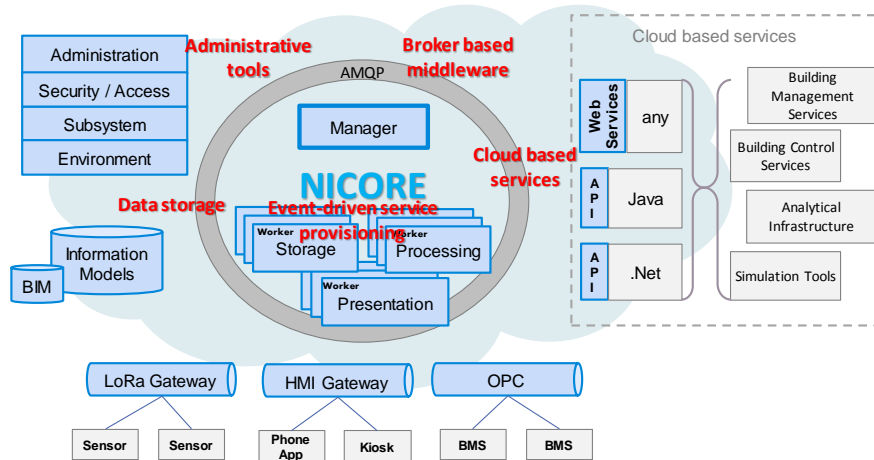 Administration
Security / Access
Subsystem
Environment
Administrative
tools
Broker based
middleware
AMQP
Manager
NICORE
Cloud based
services
Data storage
Event-driven service
provisioning
Worker
Storage
Worker
Processing
Worker
Presentation
Information
Models
BIM
Cloud based services
Web
Services
any
API
Java
API
.Net
Building
Management
Services
Building Control
Services
Analytical
Infrastructure
Simulation Tools
LoRa Gateway
HMI Gateway
OPC
Sensor
Sensor
Phone
App
Kiosk
BMS
BMS